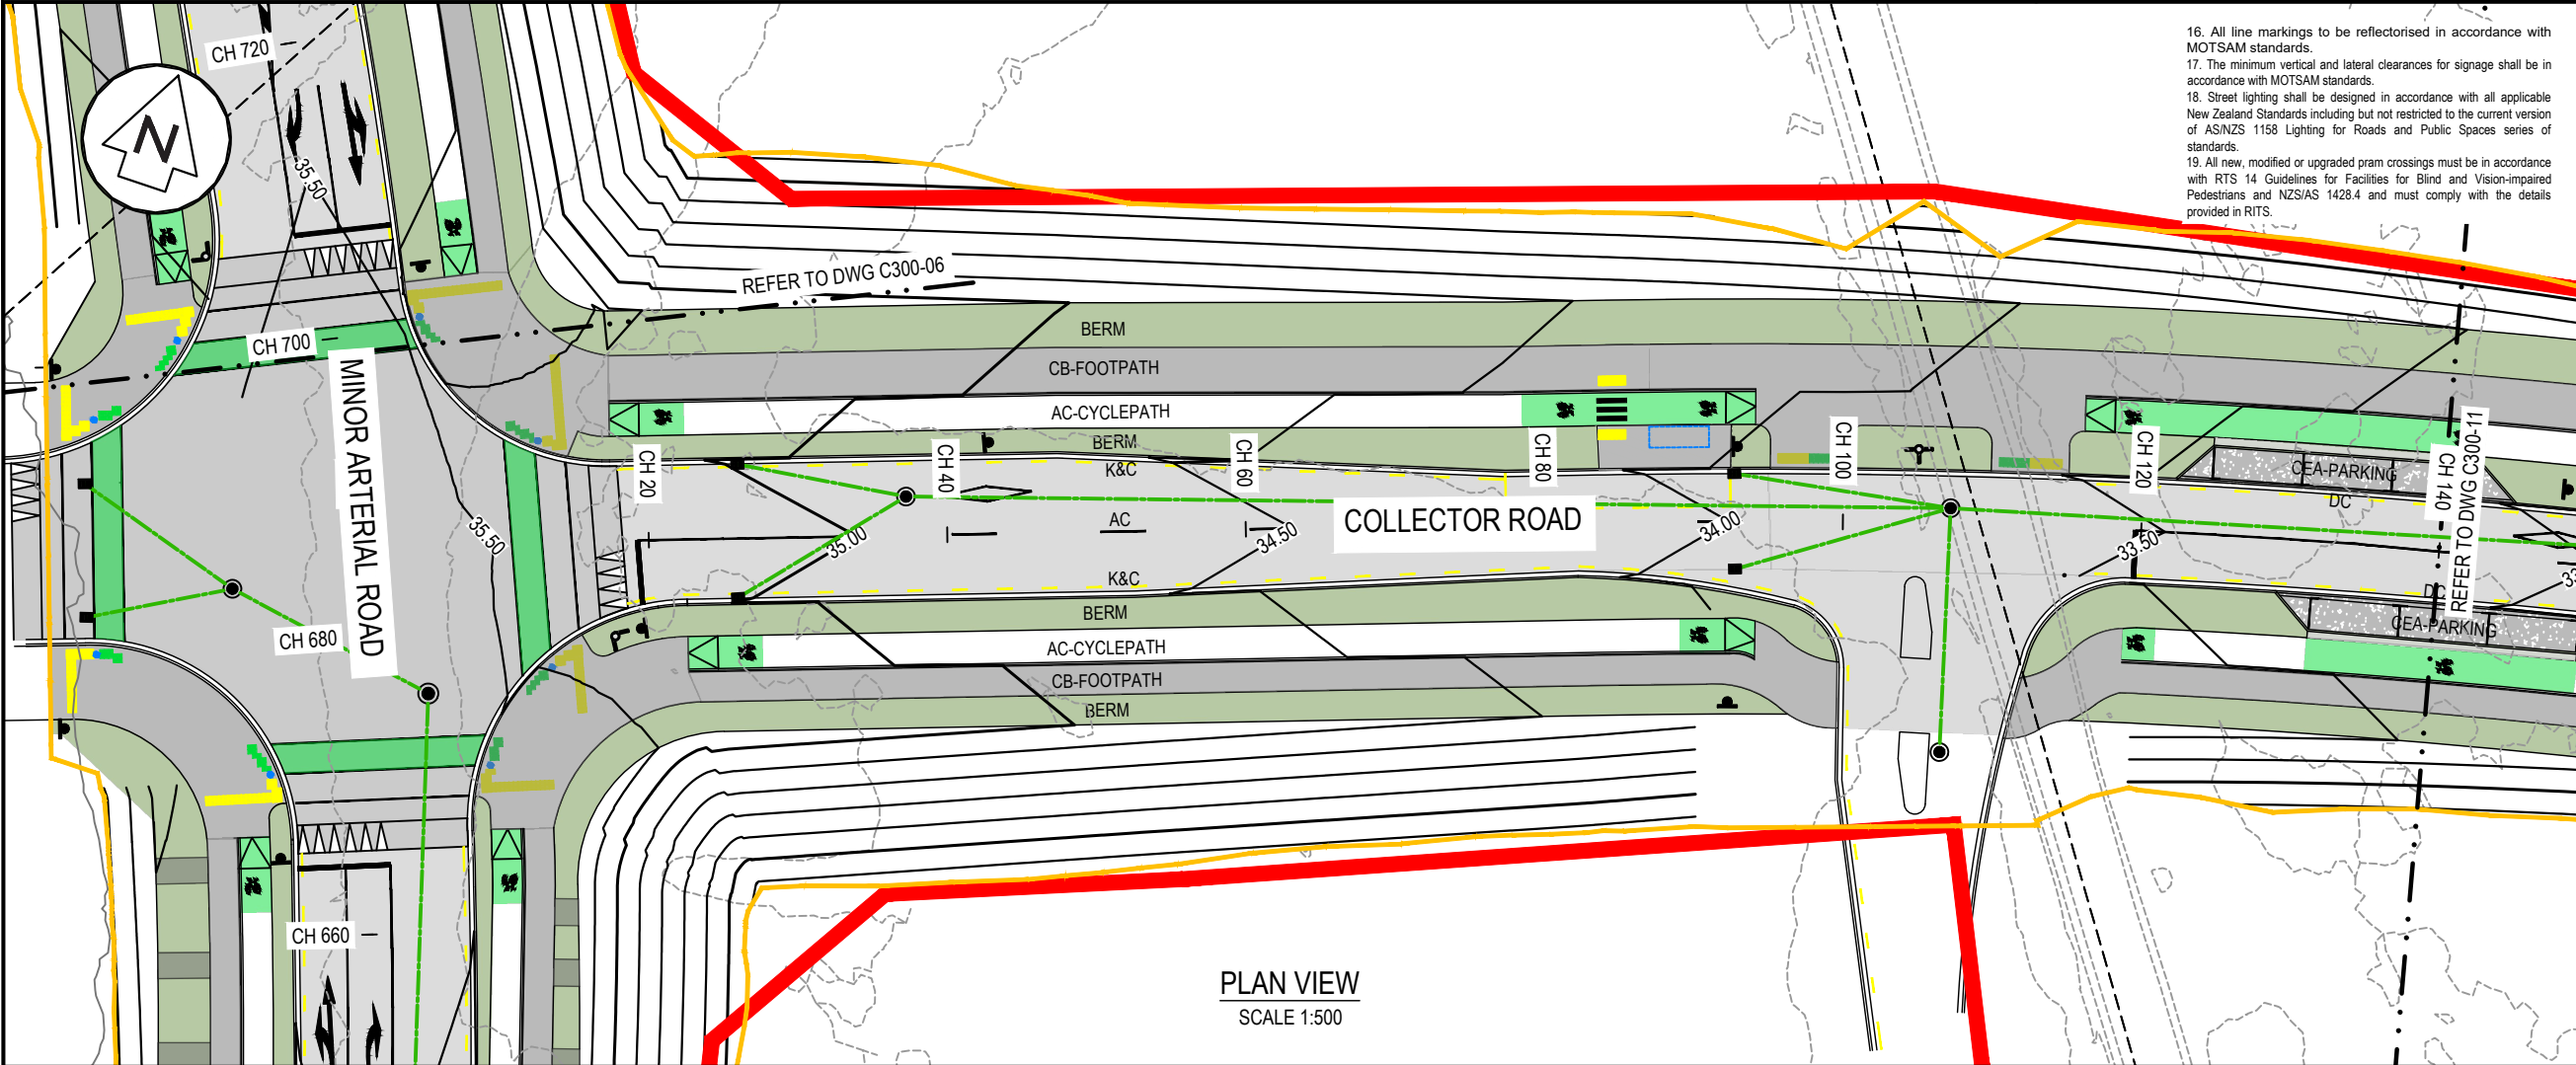 16. All line markings to be reflectorised in accordance with
MOTSAM standards.
17. The minimum vertical and lateral clearances for signage shall be in
accordance with MOTSAM standards.
18. Street lighting shall be designed in accordance with all applicable
New Zealand Standards including but not restricted to the current version
of AS/NZS 1158 Lighting for Roads and Public Spaces series of
standards.
19. All new, modified or upgraded pram crossings must be in accordance
with RTS 14 Guidelines for Facilities for Blind and Vision-impaired
Pedestrians and NZS/AS 1428.4 and must comply with the details
provided in RITS.
CH 720
N
35.50
REFER TO DWG C300-06
CH 700
MINOR ARTERIAL ROAD
BERM
CB-FOOTPATH
AC-CYCLEPATH
BERM
K&C
CH 20
CH 40
CH 60
CH 80
CH 100
CH 120
CH 140
REFER TO DWG C300-11
CEA-PARKING
DC
AC
COLLECTOR ROAD
35.50
35.00
34.50
34.00
33.50
K&C
BERM
AC-CYCLEPATH
CB-FOOTPATH
BERM
CEA-PARKING
CH 680
CH 660
PLAN VIEW
SCALE 1:500